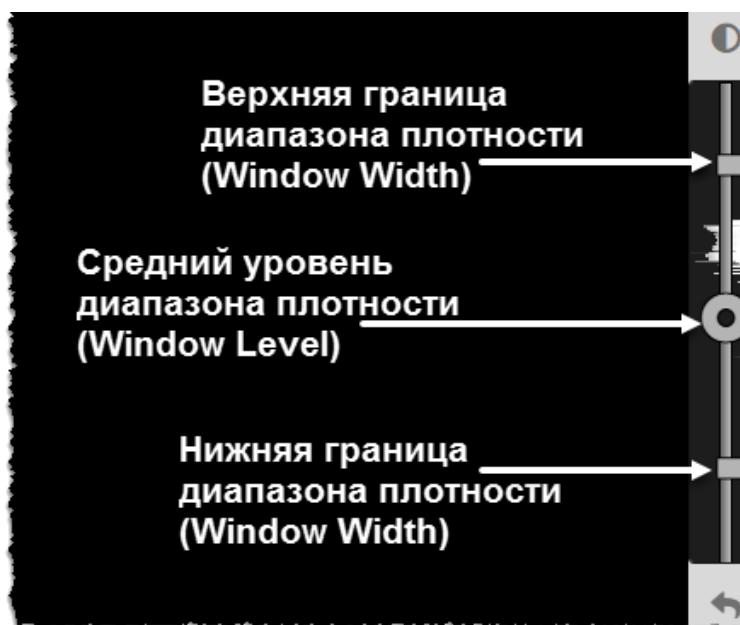 Верхняя граница
диапазона плотности
(Window Width)
Средний уровень
диапазона плотности
(Window Level)
Нижняя граница
диапазона плотности
(Window Width)